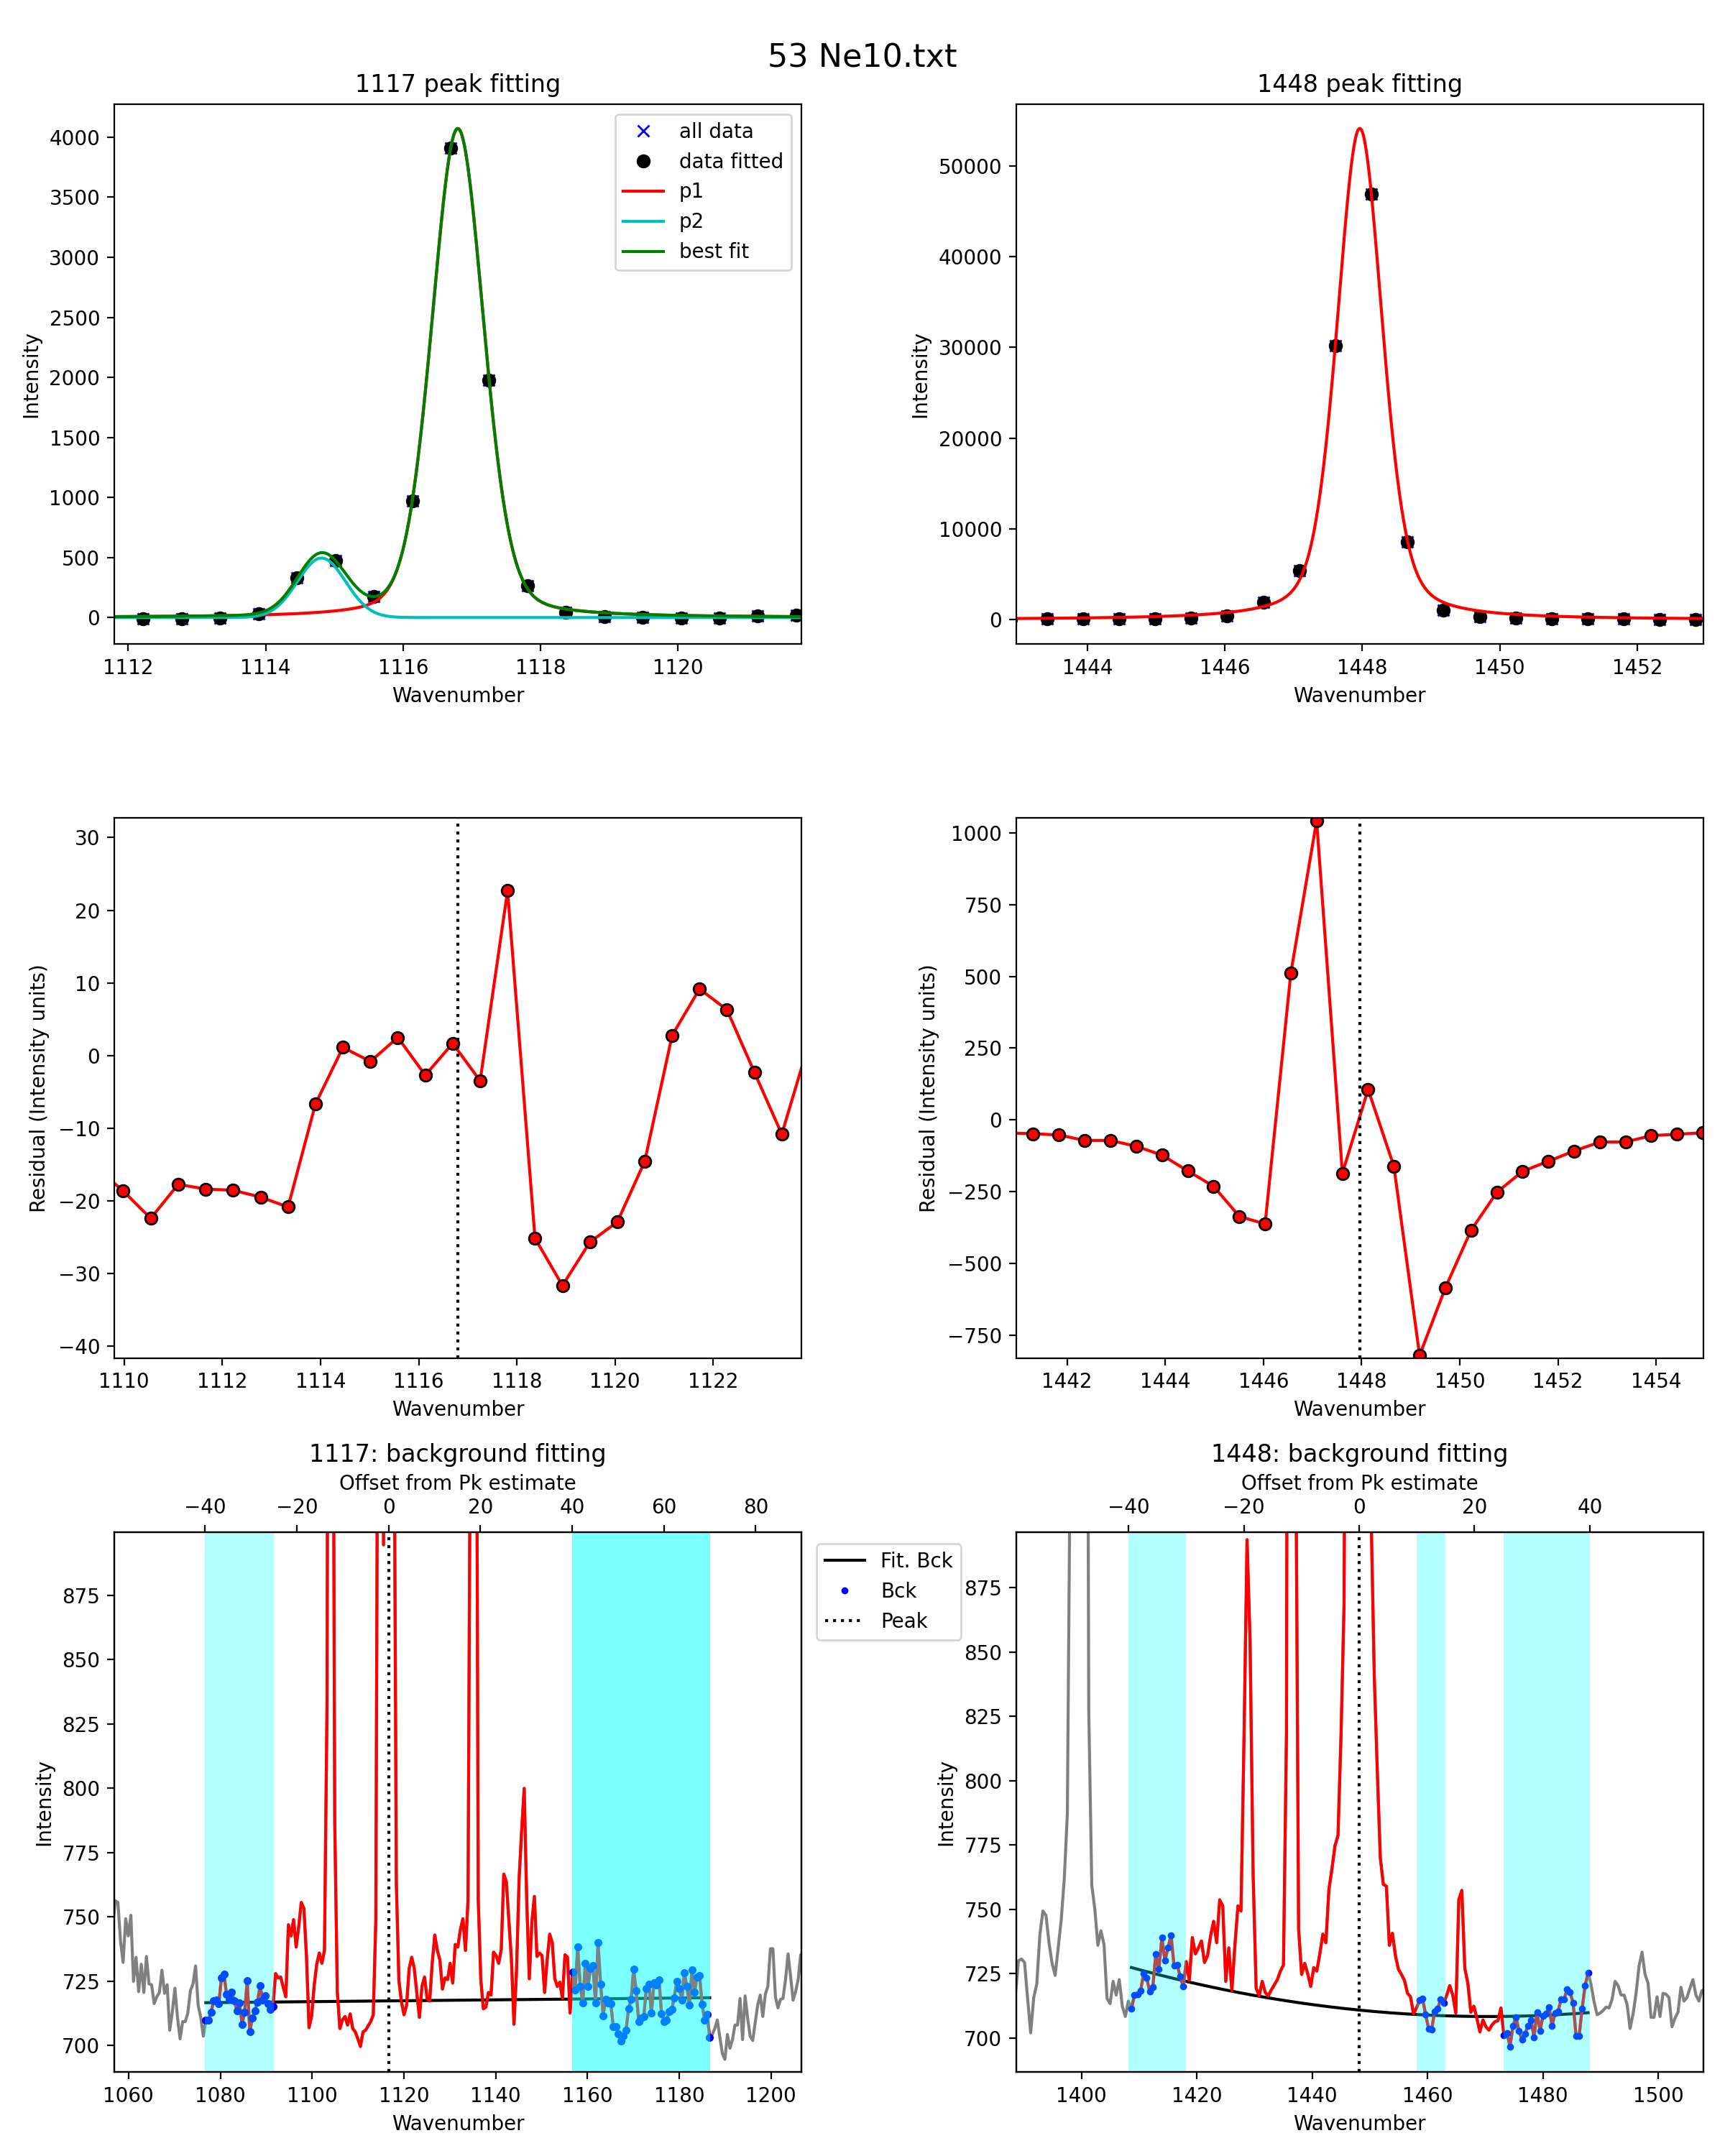 53 Ne10.txt
1117 peak fitting
4000
3500
3000
2500
2000
1500
1000
500
0
Intensity
1112 1114 1116 1118 1120
Wavenumber
all data
data fitted
p1
p2
best fit
1448 peak fitting
50000
40000
30000
20000
10000
0
Intensity
1444 1446 1448 1450 1452
Wavenumber
30
20
10
0
−10
−20
−30
−40
Residual (Intensity units)
1110 1112 1114 1116 1118 1120 1122
Wavenumber
1000
750
500
250
0
−250
−500
−750
Residual (Intensity units)
1442 1444 1446 1448 1450 1452 1454
Wavenumber
1117: background fitting
Offset from Pk estimate
−40 −20 0 20 40 60 80
875
850
825
800
775
750
725
700
Intensity
1060 1080 1100 1120 1140 1160 1180 1200
Wavenumber
Fit. Bck
Bck
Peak
1448: background fitting
Offset from Pk estimate
−40 −20 0 20 40
875
850
825
800
775
750
725
700
Intensity
1400 1420 1440 1460 1480 1500
Wavenumber